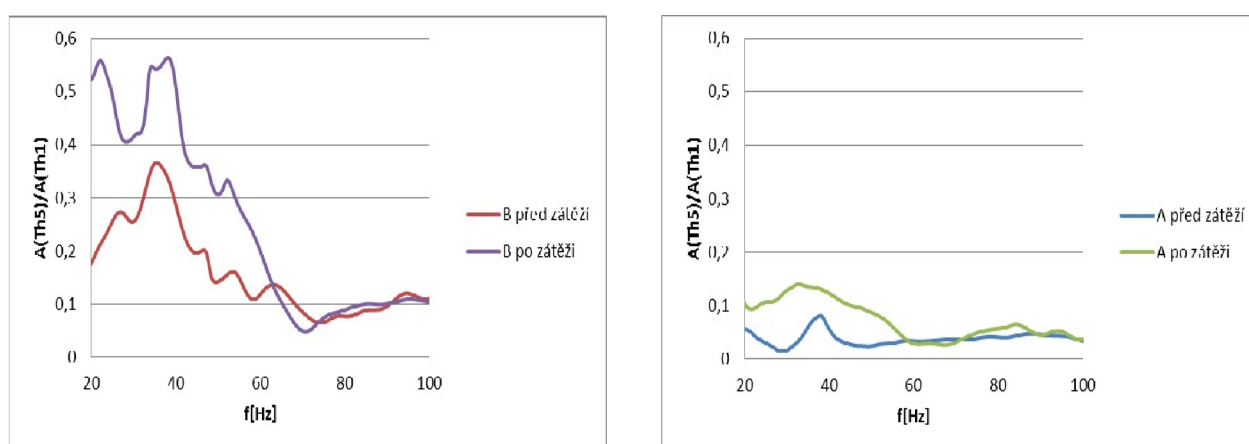 0,6
0,5
0,4
0,3
0,2
0,1
0
A(Th5)/A(Th1)
20 40 60 80 100
f[Hz]
B před zátěží
B po zátěži
0,6
0,5
0,4
0,3
0,2
0,1
0
A(Th5)/A(Th1)
20 40 60 80 100
f[Hz]
A před zátěží
A po zátěži